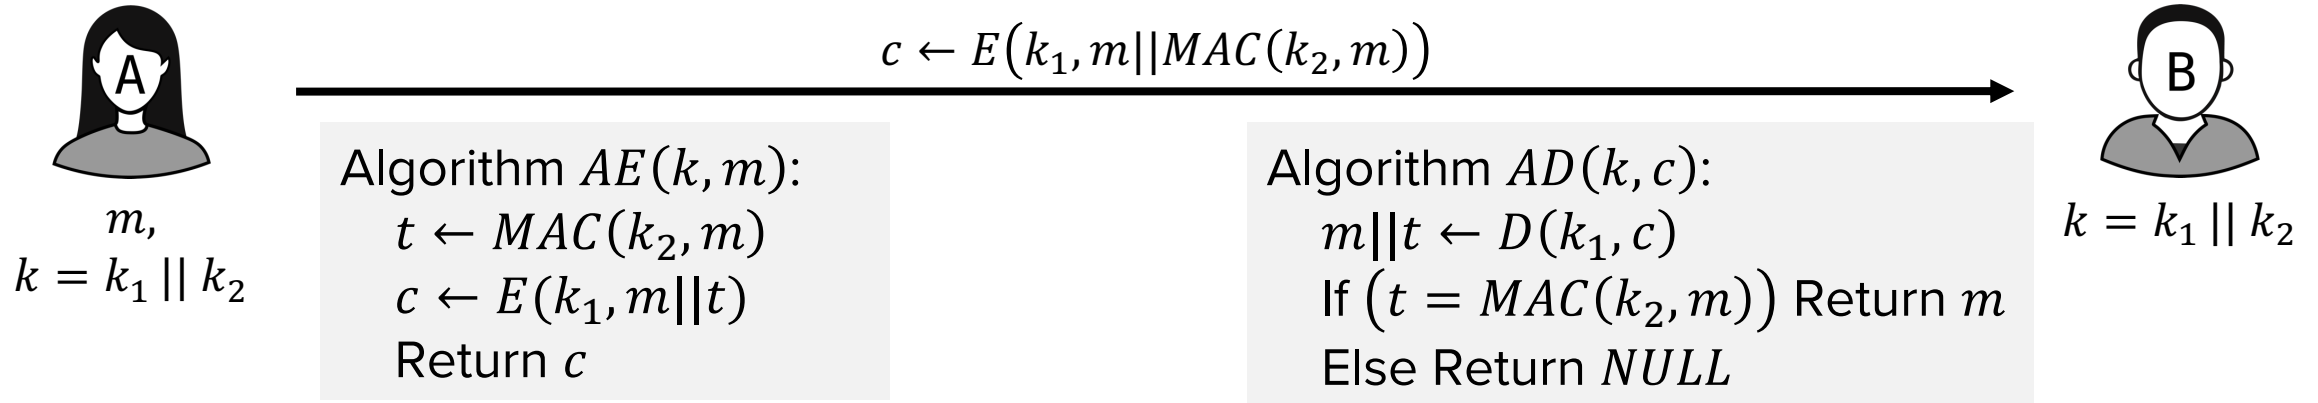 A
c ← E(k₁, m||MAC(k₂, m))
B
m,
k = k₁ || k₂
Algorithm AE(k, m):
t ← MAC(k₂, m)
c ← E(k₁, m||t)
Return c
Algorithm AD(k, c):
m||t ← D(k₁, c)
If (t = MAC(k₂, m)) Return m
Else Return NULL
k = k₁ || k₂